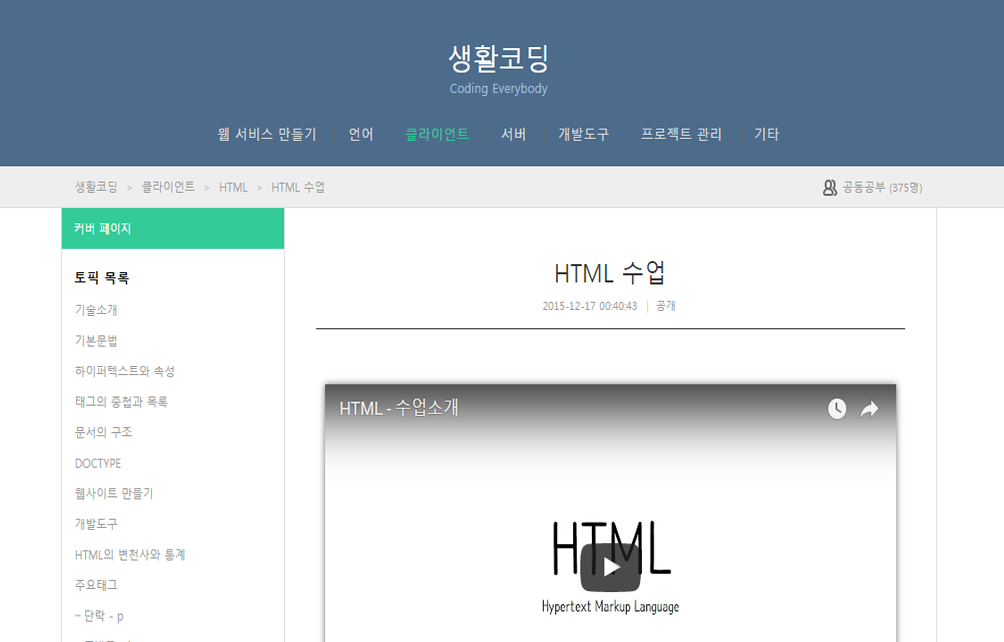 생활코딩
Coding Everybody
웹 서비스 만들기 언어 클라이언트 서버 개발도구 프로젝트 관리 기타
생활코딩 > 클라이언트 > HTML > HTML 수업
공동공부 (375명)
커버 페이지
토픽 목록
기술소개
기본문법
하이퍼텍스트와 속성
태그의 중첩과 목록
문서의 구조
DOCTYPE
웹사이트 만들기
개발도구
HTML의 변천사와 통계
주요태그
- 단락 - p
HTML 수업
2015-12-17 00:40:43 | 공개
HTML - 수업소개
HTML
Hypertext Markup Language